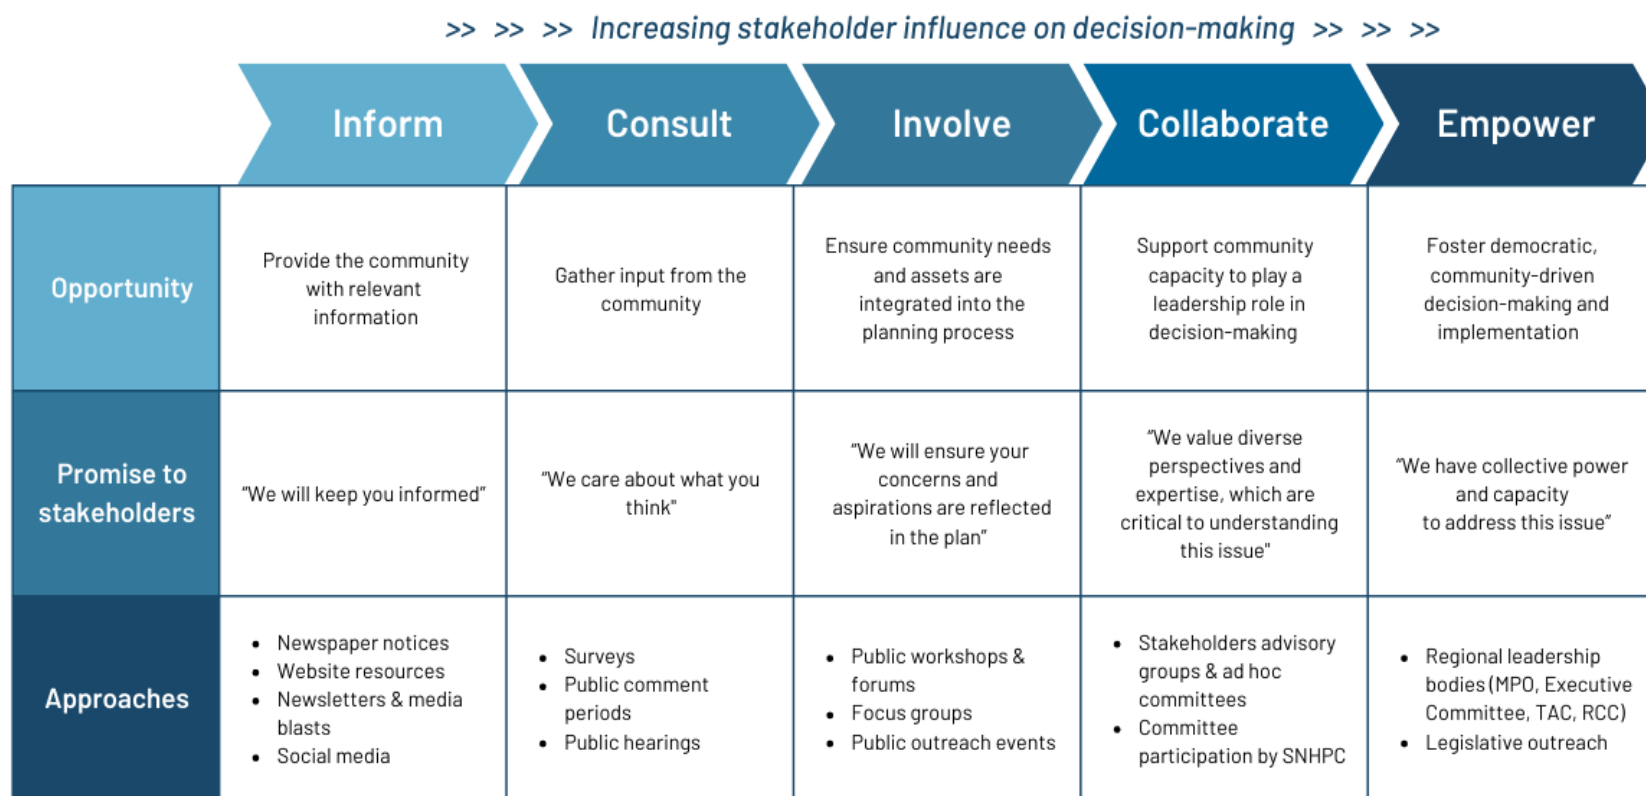 >> >> >> Increasing stakeholder influence on decision-making >> >> >>
Inform
Consult
Involve
Collaborate
Empower
Opportunity
Provide the community
with relevant
information
Gather input from the
community
Ensure community needs
and assets are
integrated into the
planning process
Support community
capacity to play a
leadership role in
decision-making
Foster democratic,
community-driven
decision-making and
implementation
Promise to
stakeholders
“We will keep you informed”
“We care about what you
think"
“We will ensure your
concerns and
aspirations are reflected
in the plan”
“We value diverse
perspectives and
expertise, which are
critical to understanding
this issue"
“We have collective power
and capacity
to address this issue”
Approaches
• Newspaper notices
• Website resources
• Newsletters & media
blasts
• Social media
• Surveys
• Public comment
periods
• Public hearings
• Public workshops &
forums
• Focus groups
• Public outreach events
• Stakeholders advisory
groups & ad hoc
committees
• Committee
participation by SNHPC
• Regional leadership
bodies (MPO, Executive
Committee, TAC, RCC)
• Legislative outreach